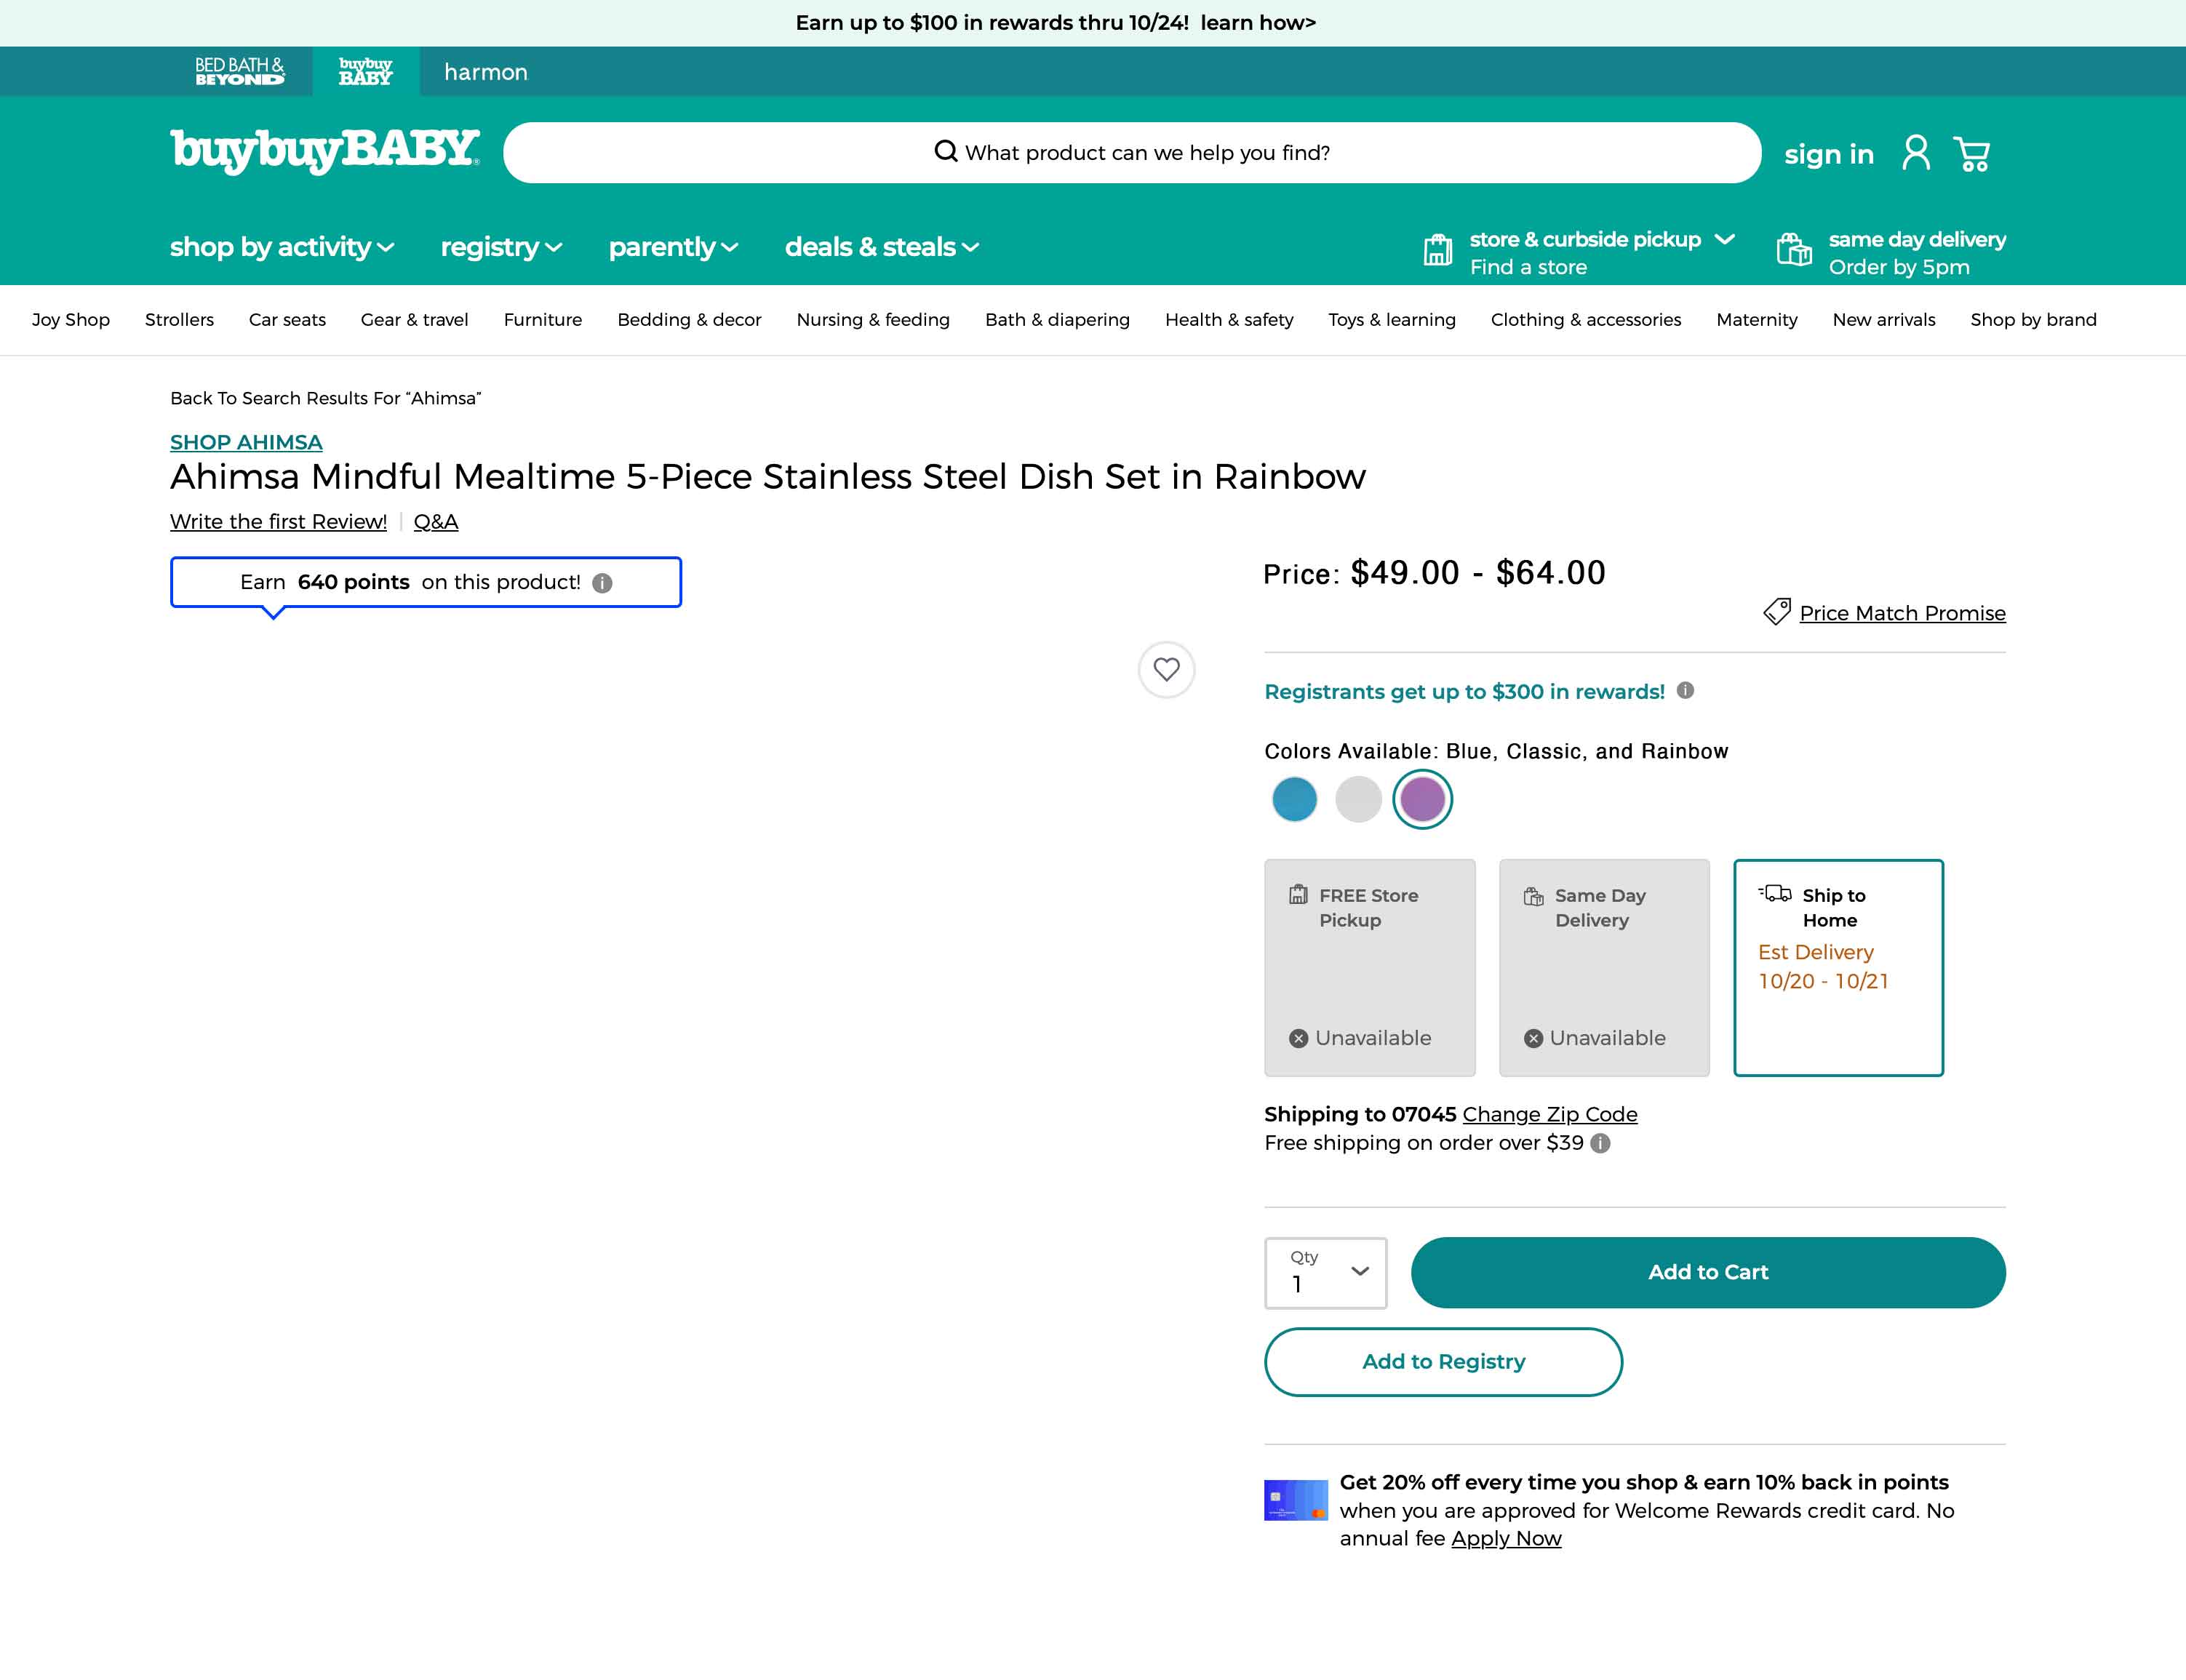 Earn up to $100 in rewards thru 10/24! learn how>
BED BATH &
BEYOND
buybuy
BABY
harmon
buybuyBABY
What product can we help you find?
sign in
shop by activity
registry
parently
deals & steals
store & curbside pickup
Find a store
same day delivery
Order by 5pm
Joy Shop
Strollers
Car seats
Gear & travel
Furniture
Bedding & decor
Nursing & feeding
Bath & diapering
Health & safety
Toys & learning
Clothing & accessories
Maternity
New arrivals
Shop by brand
Back To Search Results For “Ahimsa”
SHOP AHIMSA
Ahimsa Mindful Mealtime 5-Piece Stainless Steel Dish Set in Rainbow
Write the first Review! | Q&A
Earn 640 points on this product!
Price: $49.00 - $64.00
Price Match Promise
Registrants get up to $300 in rewards!
Colors Available: Blue, Classic, and Rainbow
FREE Store
Pickup
Unavailable
Same Day
Delivery
Unavailable
Ship to
Home
Est Delivery
10/20 - 10/21
Shipping to 07045 Change Zip Code
Free shipping on order over $39
Qty
1
Add to Cart
Add to Registry
Get 20% off every time you shop & earn 10% back in points
when you are approved for Welcome Rewards credit card. No
annual fee Apply Now